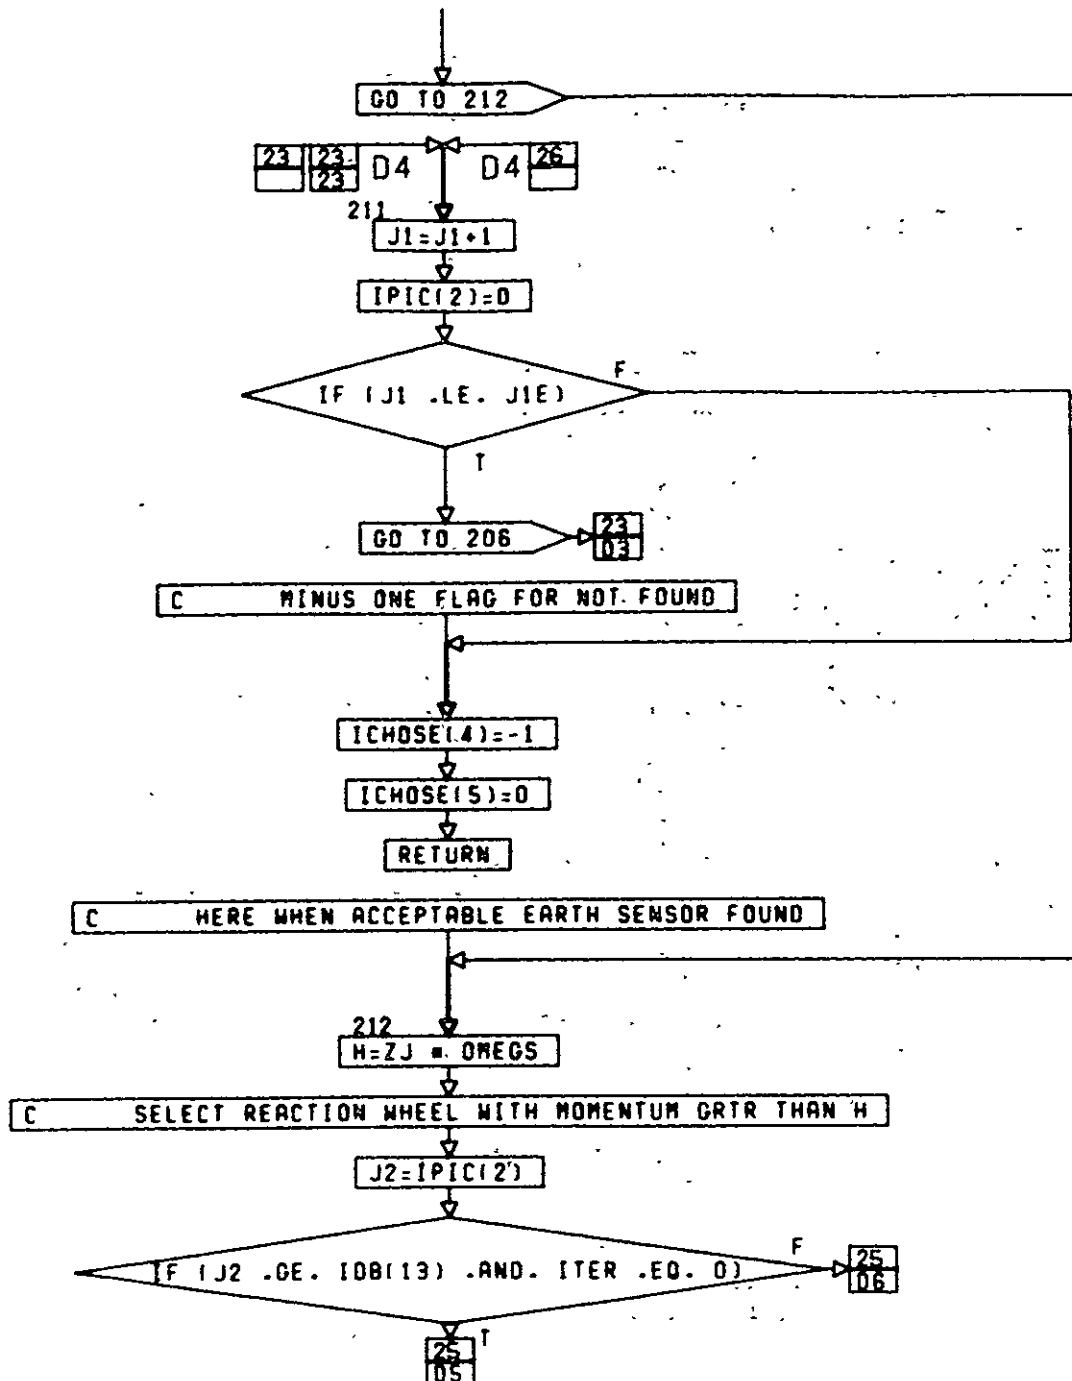 GO TO 212
23 23 D4 D4 26
23
211
J1=J1+1
IPIC(2)=0
F
IF (J1 .LE. J1E)
T
GO TO 206 23
D3
C MINUS ONE FLAG FOR NOT FOUND
ICHOSE(4)=-1
ICHOSE(5)=0
RETURN
C HERE WHEN ACCEPTABLE EARTH SENSOR FOUND
212
H=ZJ * OMEGS
C SELECT REACTION WHEEL WITH MOMENTUM GRTR THAN H
J2=IPIC(2)
F
IF (J2 .GE. IDB(13) .AND. ITER .EQ. 0) 25
D6
T
25
D5